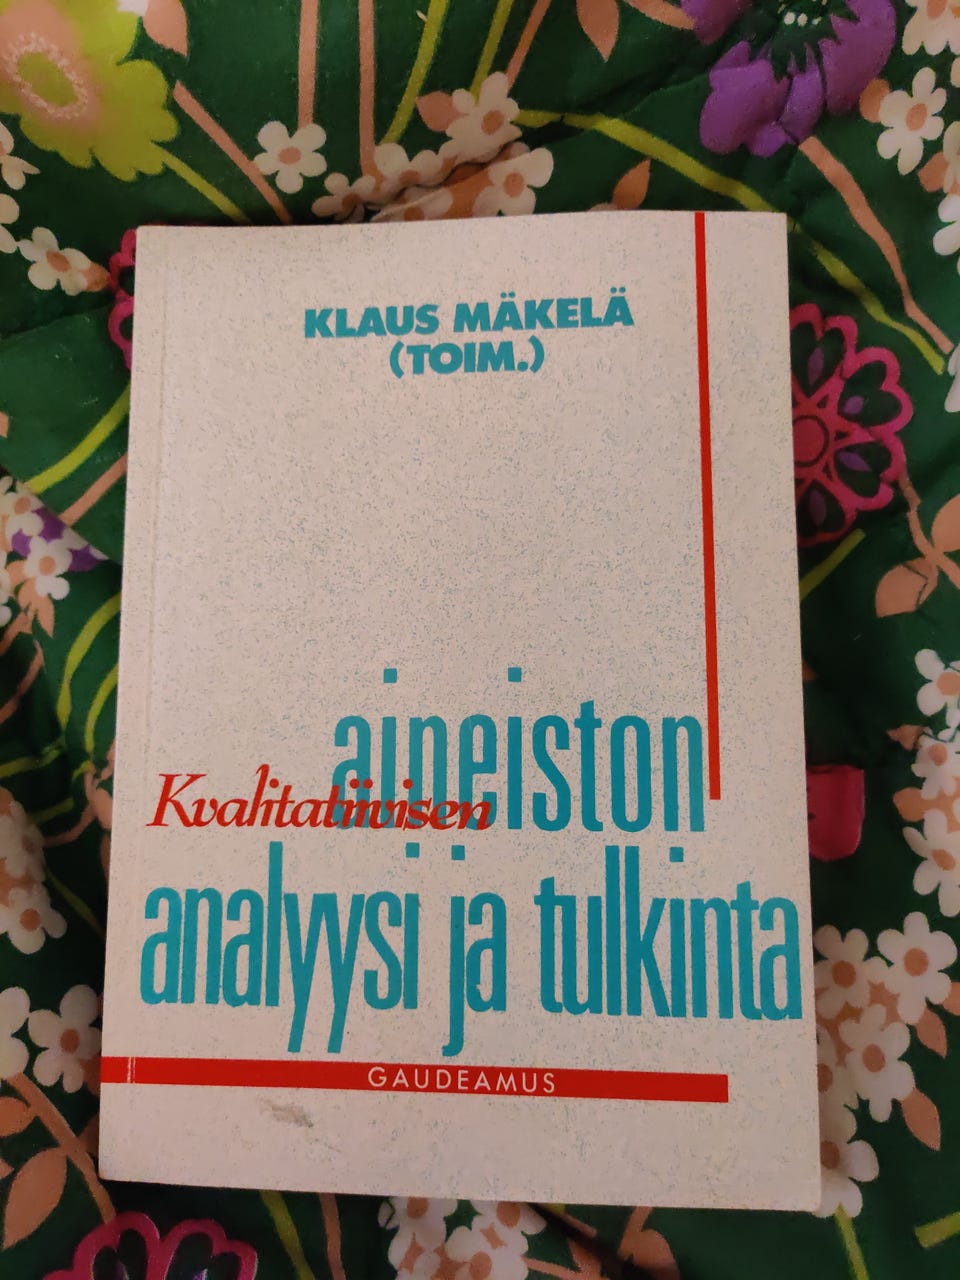 KLAUS MÄKELÄ
(TOIM.)
Kvalitatiivisen aineiston
analyysi ja tulkinta
GAUDEAMUS